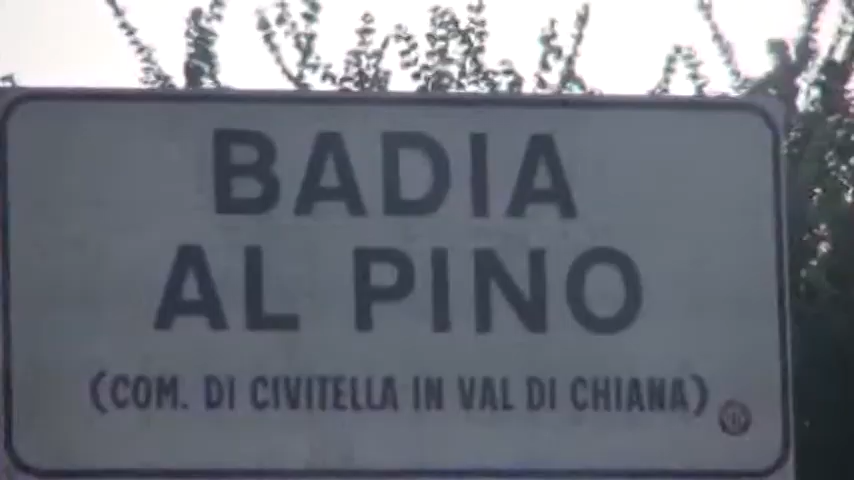 BADIA
AL PINO
(COM. DI CIVITELLA IN VAL DI CHIANA)